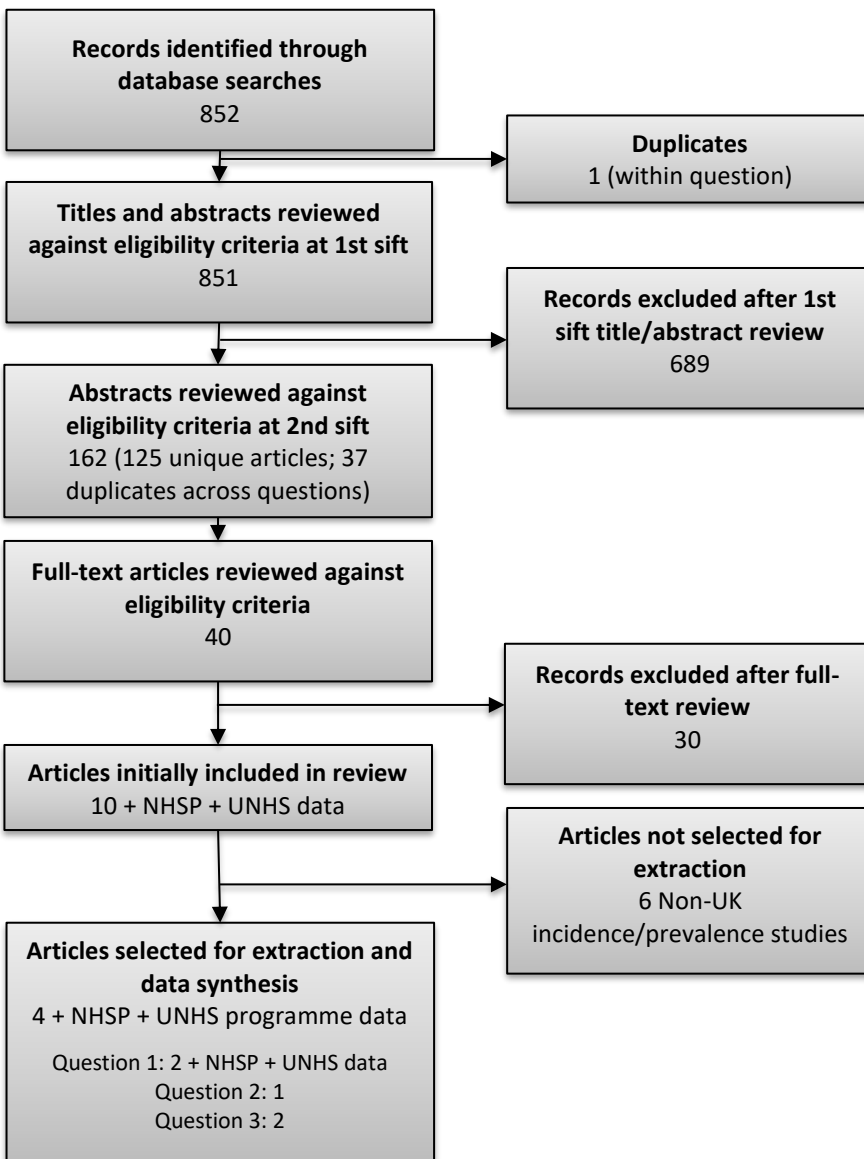 Records identified through
database searches
852
Duplicates
1 (within question)
Titles and abstracts reviewed
against eligibility criteria at 1st sift
851
Records excluded after 1st
sift title/abstract review
689
Abstracts reviewed against
eligibility criteria at 2nd sift
162 (125 unique articles; 37
duplicates across questions)
Full-text articles reviewed against
eligibility criteria
40
Records excluded after full-
text review
30
Articles initially included in review
10 + NHSP + UNHS data
Articles not selected for
extraction
6 Non-UK
incidence/prevalence studies
Articles selected for extraction and
data synthesis
4 + NHSP + UNHS programme data
Question 1: 2 + NHSP + UNHS data
Question 2: 1
Question 3: 2